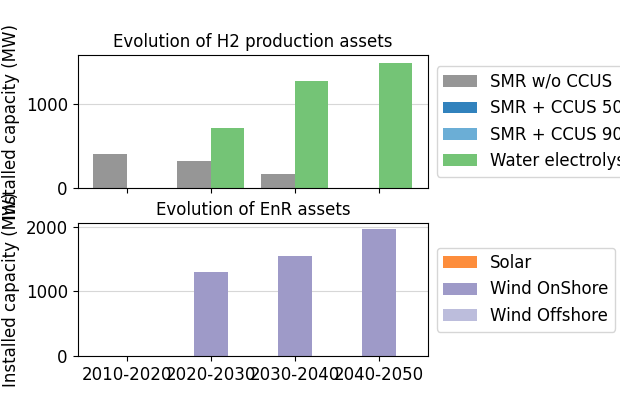 Evolution of H2 production assets
Installed capacity (MW)
1000
0
SMR w/o CCUS
SMR + CCUS 50
SMR + CCUS 90
Water electrolys
Evolution of EnR assets
Installed capacity (MW)
2000
1000
0
2010-2020 2020-2030 2030-2040 2040-2050
Solar
Wind OnShore
Wind Offshore